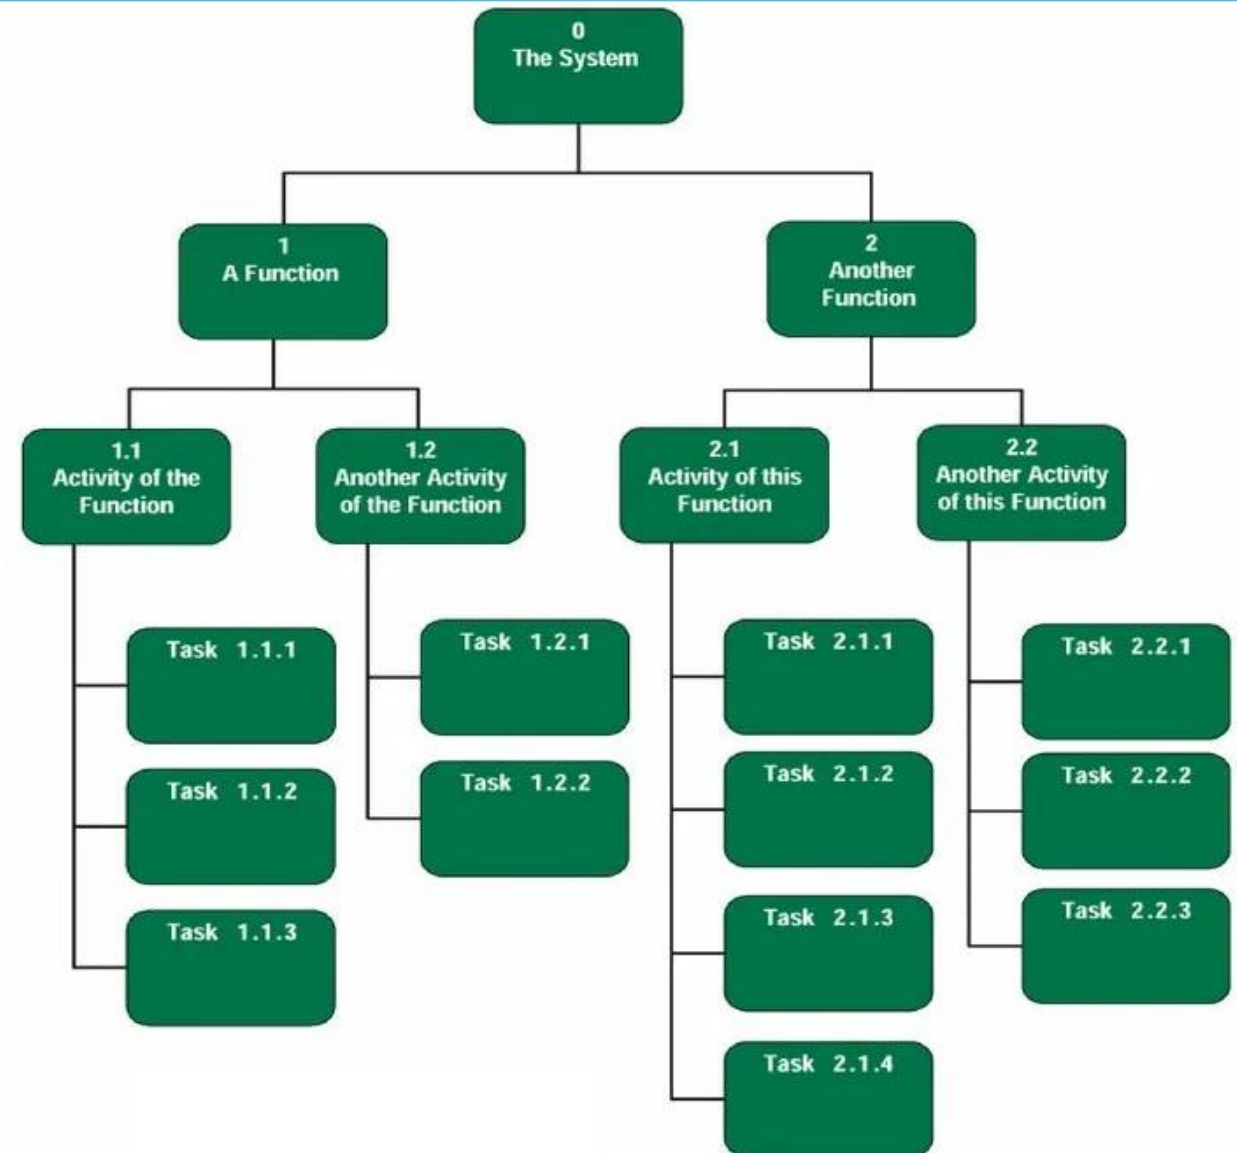 0
The System
1
A Function
2
Another
Function
1.1
Activity of the
Function
1.2
Another Activity
of the Function
2.1
Activity of this
Function
2.2
Another Activity
of this Function
Task 1.1.1
Task 1.1.2
Task 1.1.3
Task 1.2.1
Task 1.2.2
Task 2.1.1
Task 2.1.2
Task 2.1.3
Task 2.1.4
Task 2.2.1
Task 2.2.2
Task 2.2.3